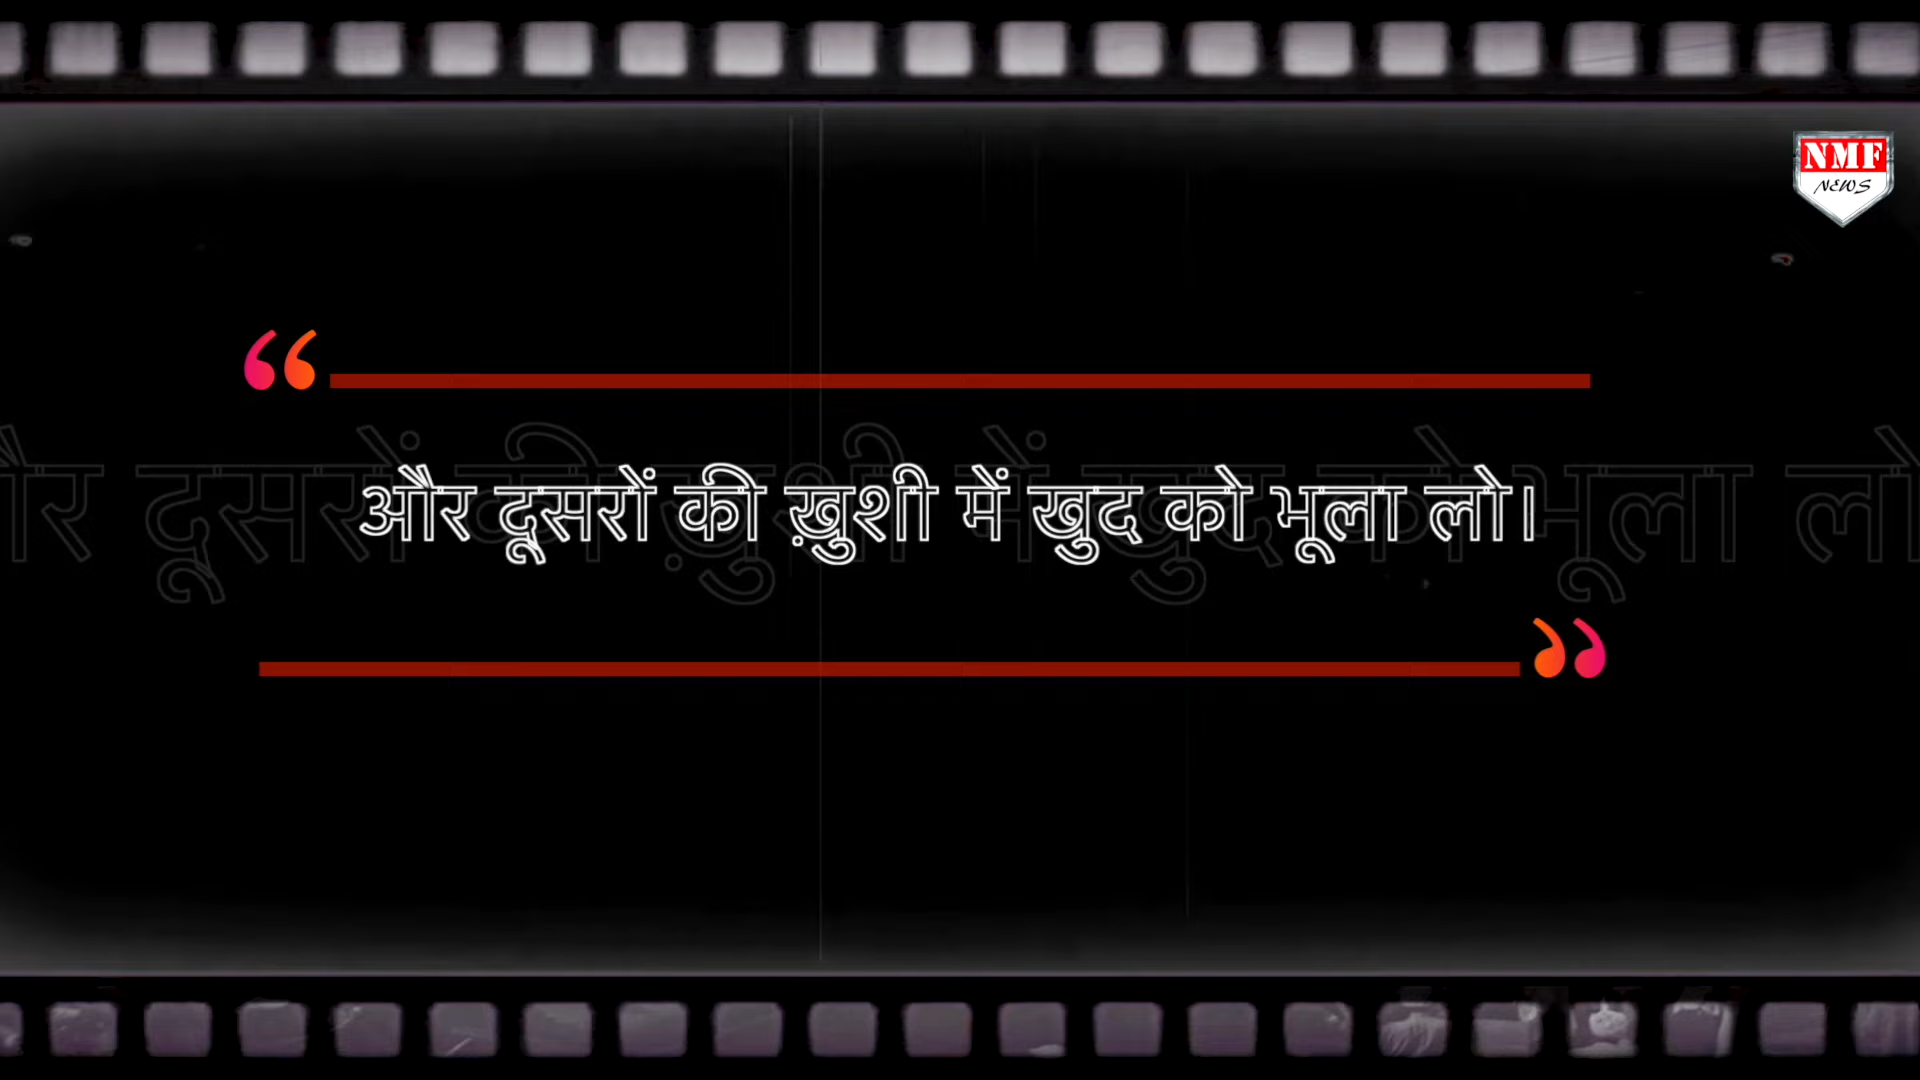 NMF
NEWS
“
और दूसरों की ख़ुशी में खुद को भूला लो।
”